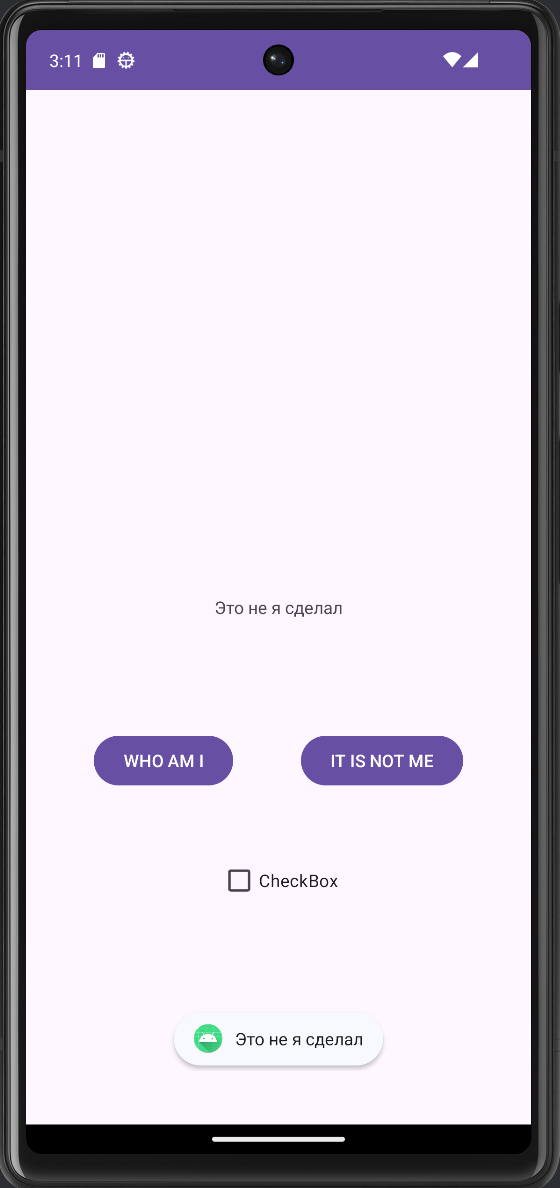 3:11
Это не я сделал
WHO AM I
IT IS NOT ME
CheckBox
Это не я сделал